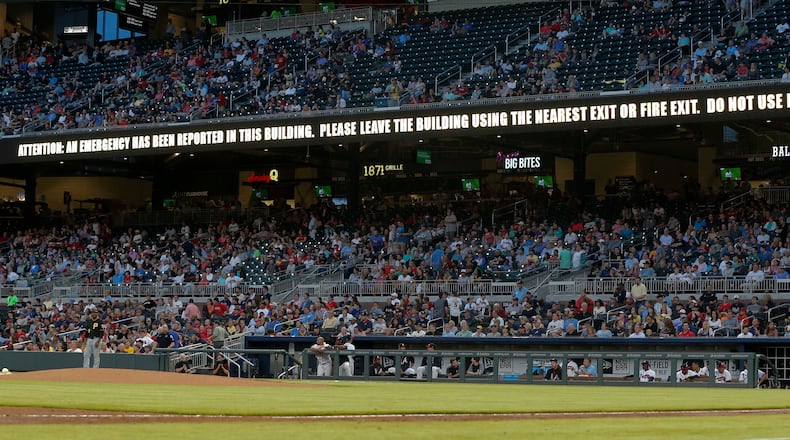 ATTENTION: AN EMERGENCY HAS BEEN REPORTED IN THIS BUILDING. PLEASE LEAVE THE BUILDING USING THE NEAREST EXIT OR FIRE EXIT. DO NOT USE
1871 GRILLE
BIG BITES
BAL
Q